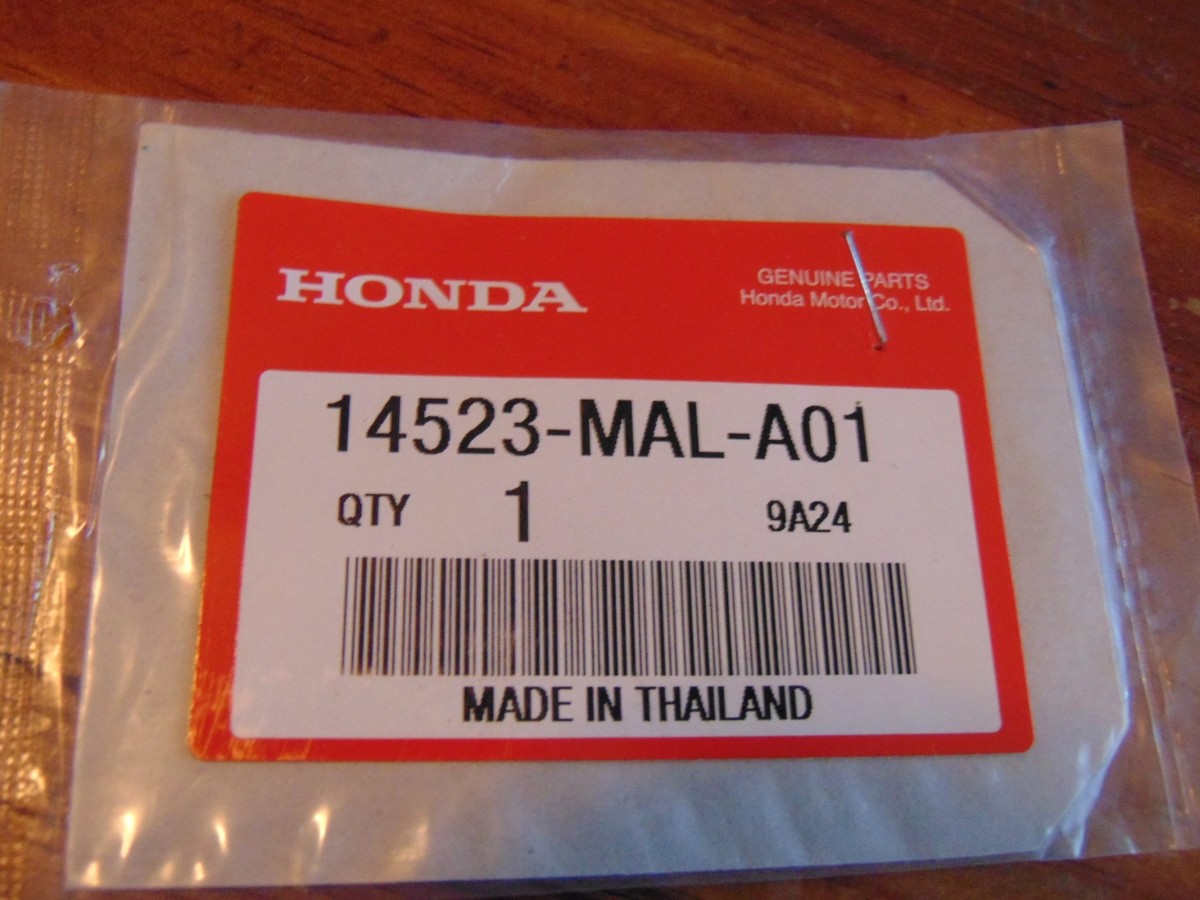 HONDA
GENUINE PARTS
Honda Motor Co., Ltd.
14523-MAL-A01
QTY 1 9A24
MADE IN THAILAND